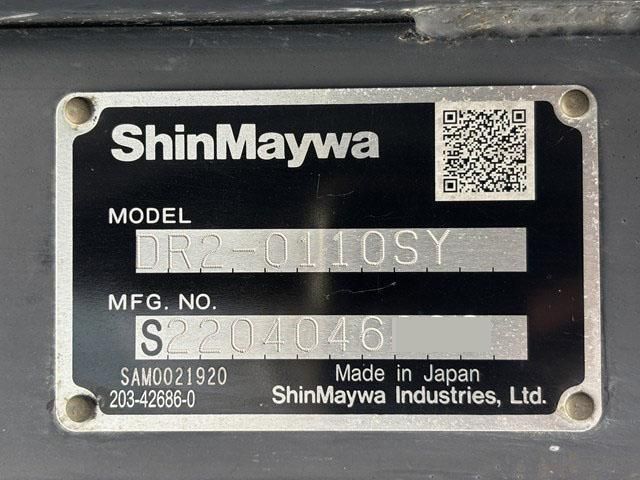 ShinMaywa
MODEL
DR2-0110SY
MFG. NO.
S2204046
SAM0021920
Made in Japan
203-42686-0
ShinMaywa Industries, Ltd.